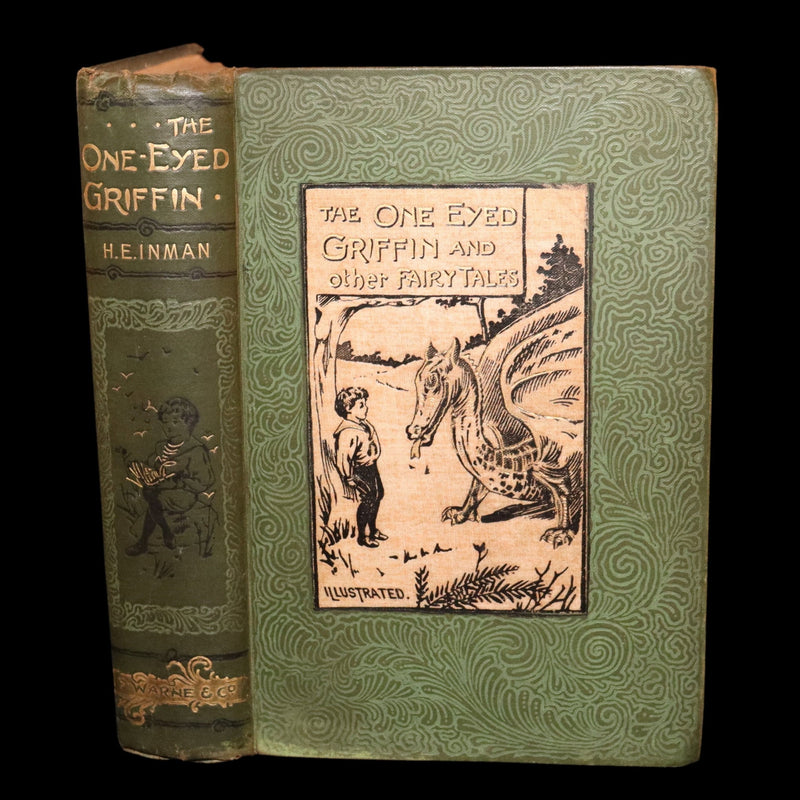 THE
ONE-EYED
GRIFFIN
H.E.INMAN
WARNE & Co
THE ONE EYED
GRIFFIN AND
other FAIRY TALES
ILLUSTRATED.